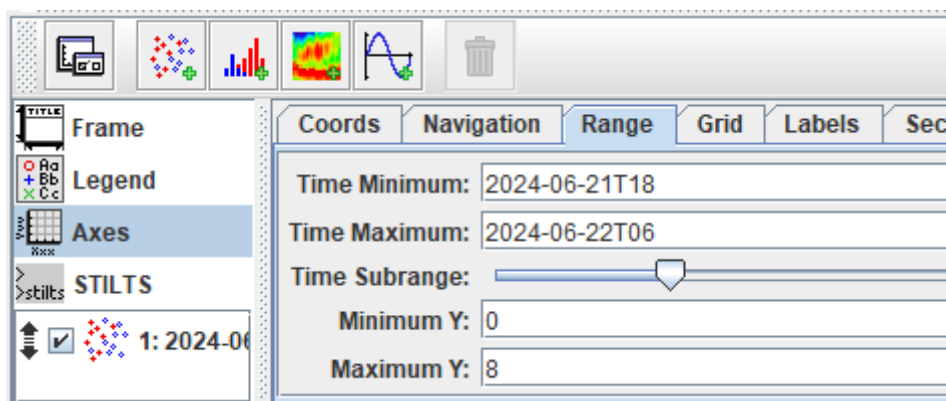 TITLE
Frame
Aa
Bb
Cc
Legend
Axes
Xxx
>stilts
STILTS
1: 2024-06
Coords
Navigation
Range
Grid
Labels
Sec
Time Minimum: 2024-06-21T18
Time Maximum: 2024-06-22T06
Time Subrange:
Minimum Y: 0
Maximum Y: 8